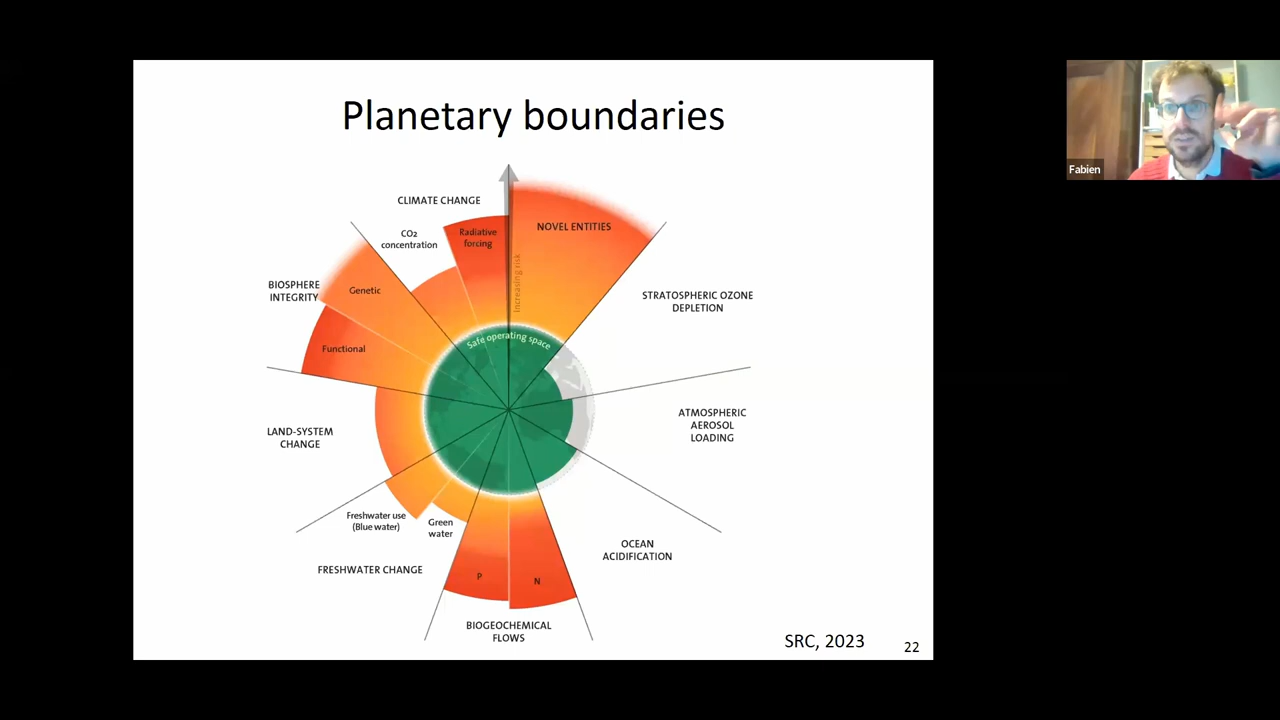 Planetary boundaries
CLIMATE CHANGE
CO2
concentration
Radiative
forcing
NOVEL ENTITIES
Increasing risk
BIOSPHERE
INTEGRITY
Genetic
Functional
STRATOSPHERIC OZONE
DEPLETION
Safe operating space
ATMOSPHERIC
AEROSOL
LOADING
LAND-SYSTEM
CHANGE
Freshwater use
(Blue water)
Green
water
FRESHWATER CHANGE
OCEAN
ACIDIFICATION
P
N
BIOGEOCHEMICAL
FLOWS
SRC, 2023
22
Fabien